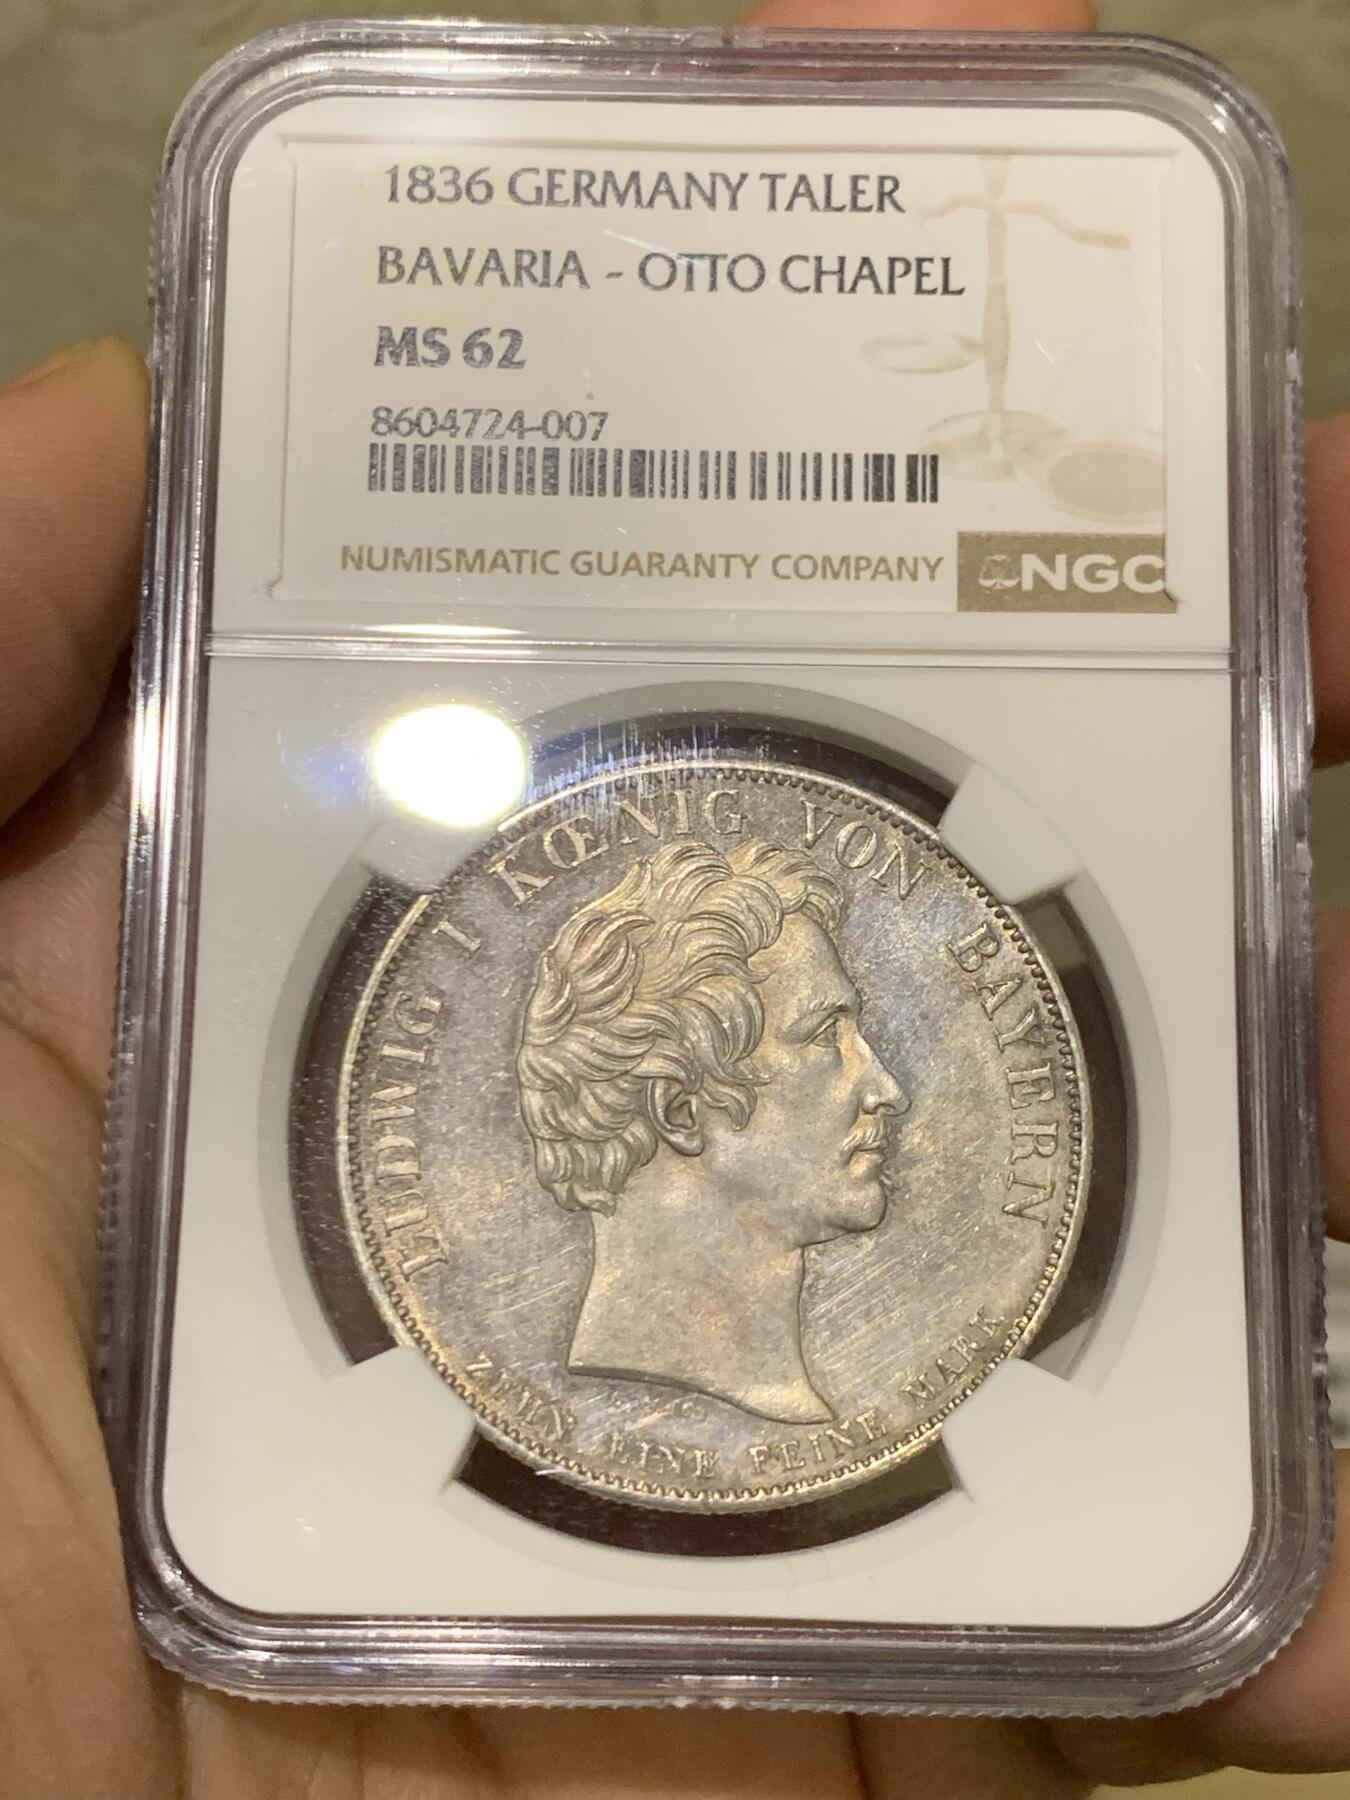 1836 GERMANY TALER
BAVARIA - OTTO CHAPEL
MS 62
8604724-007
NUMISMATIC GUARANTY COMPANY
NGC
LUDWIG I KŒNIG VON BAYERN
ZEHN EINE FEINE MARK